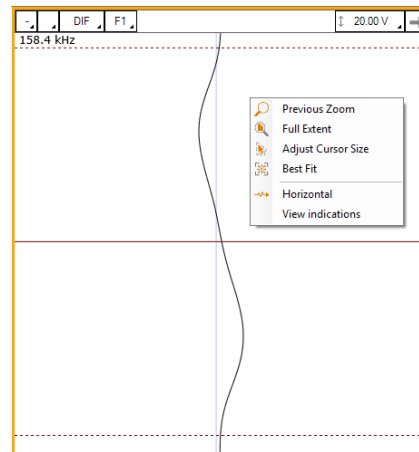 - DIF F1 20.00 V
158.4 kHz
Previous Zoom
Full Extent
Adjust Cursor Size
Best Fit
Horizontal
View indications